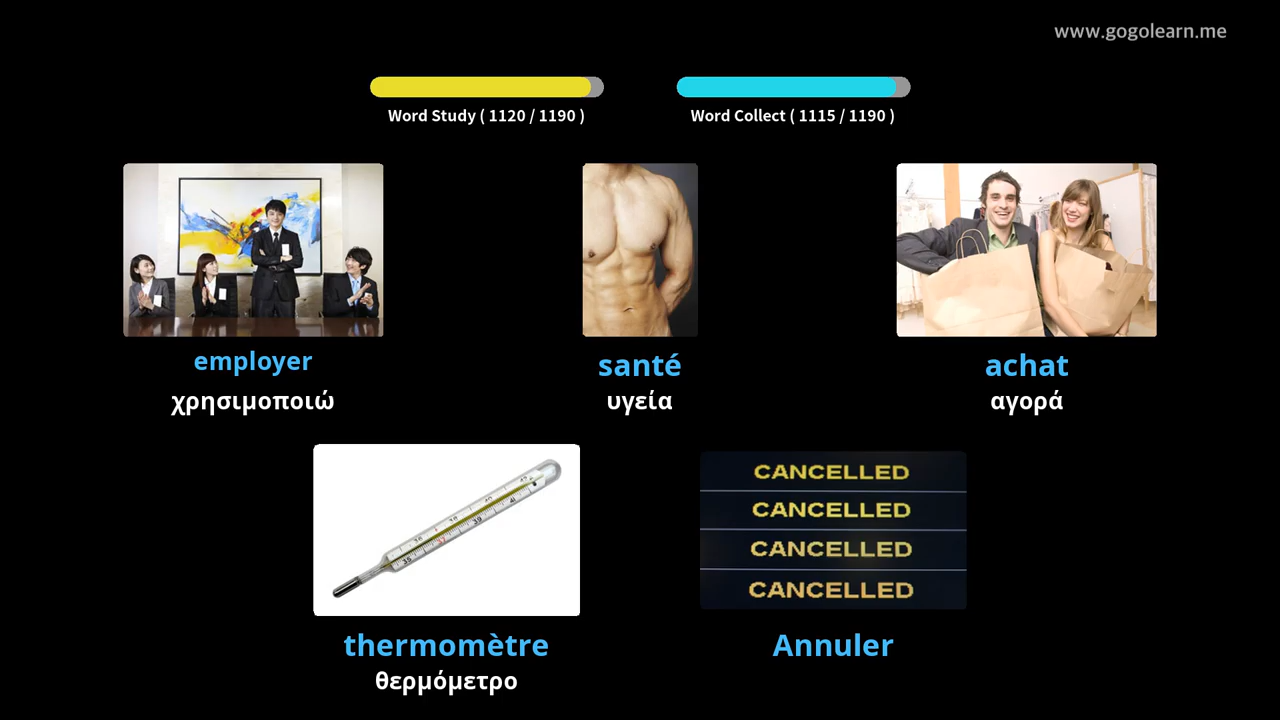 www.gogolearn.me
Word Study ( 1120 / 1190 )
Word Collect ( 1115 / 1190 )
employer
χρησιμοποιώ
santé
υγεία
achat
αγορά
CANCELLED
CANCELLED
CANCELLED
CANCELLED
thermomètre
θερμόμετρο
Annuler